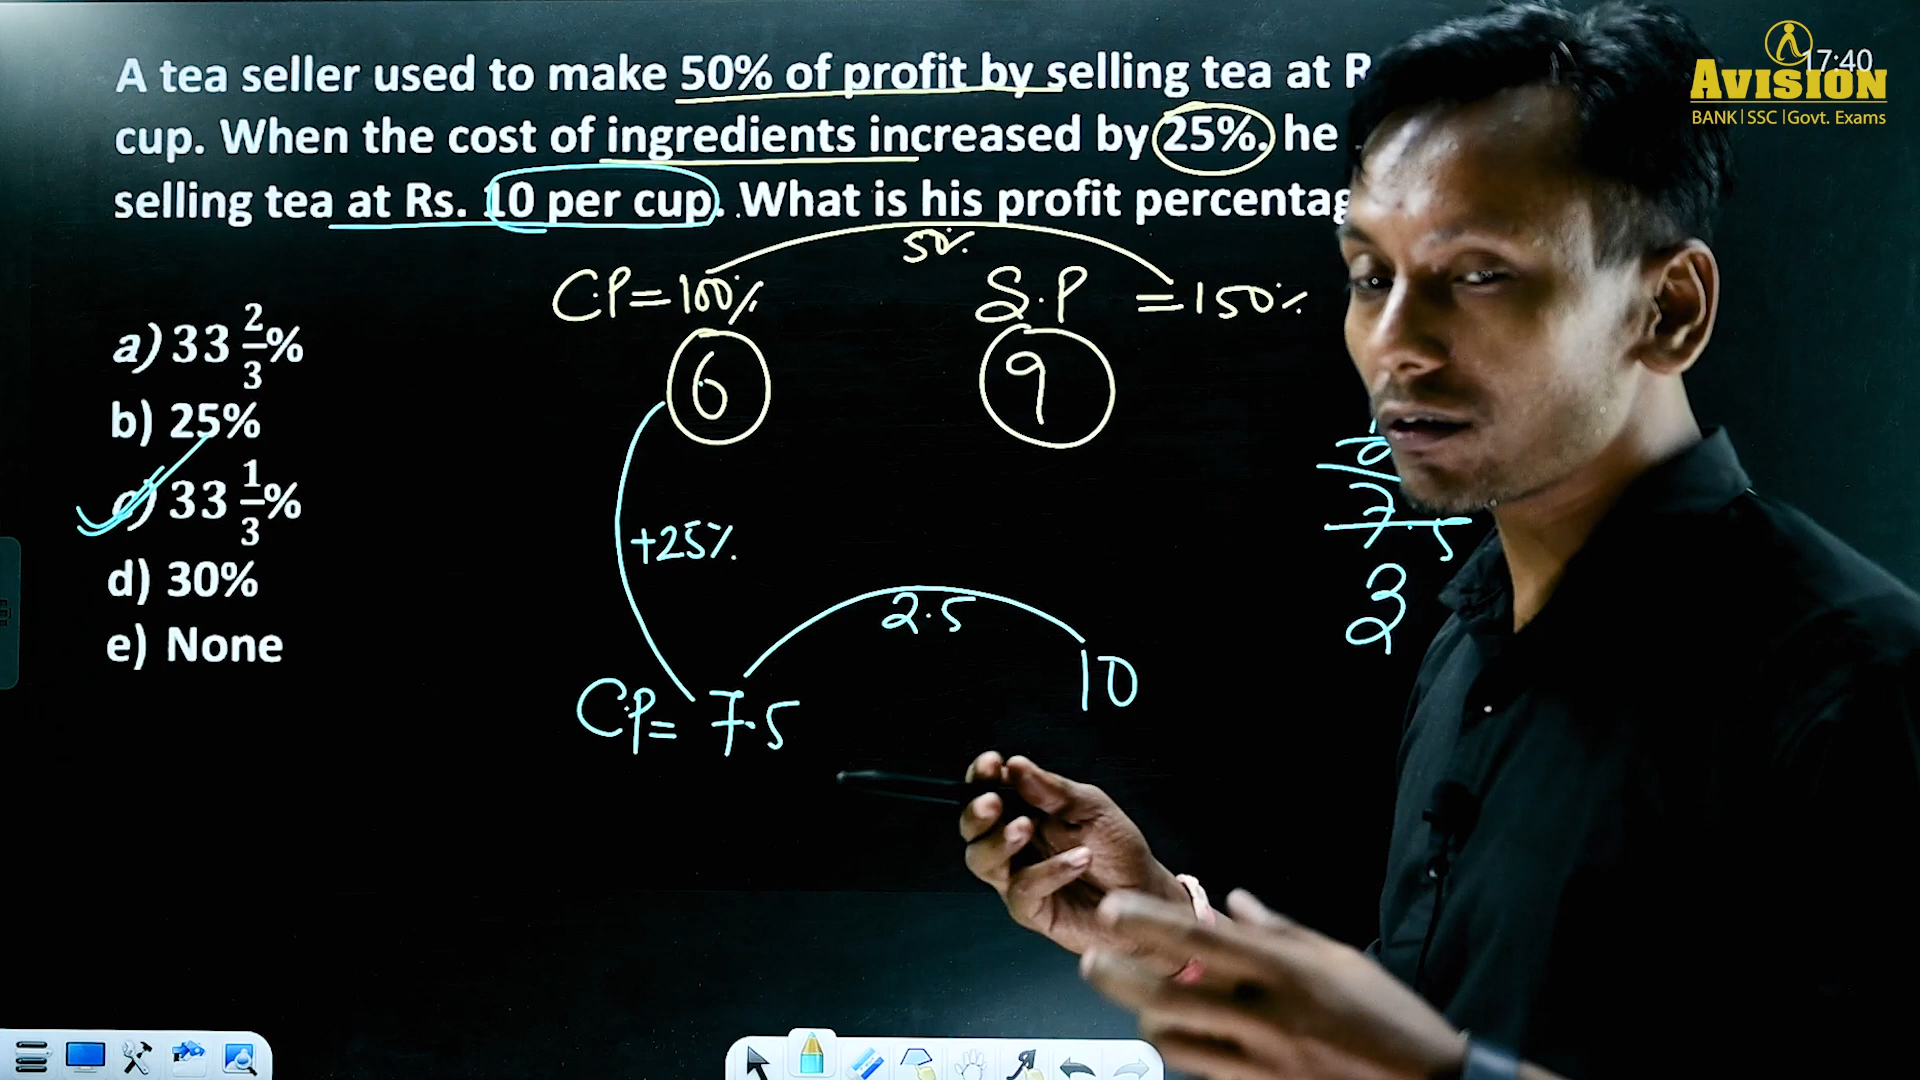 A tea seller used to make 50% of profit by selling tea at R
17:40
AVISION
BANK | SSC | Govt. Exams
cup. When the cost of ingredients increased by 25%. he
selling tea at Rs. 10 per cup. What is his profit percentag
50%
CP=100%
S.P = 150%
6
9
a) 33 2/3%
b) 25%
c) 33 1/3%
d) 30%
e) None
+25%
7.5
3
2.5
CP= 7.5
10